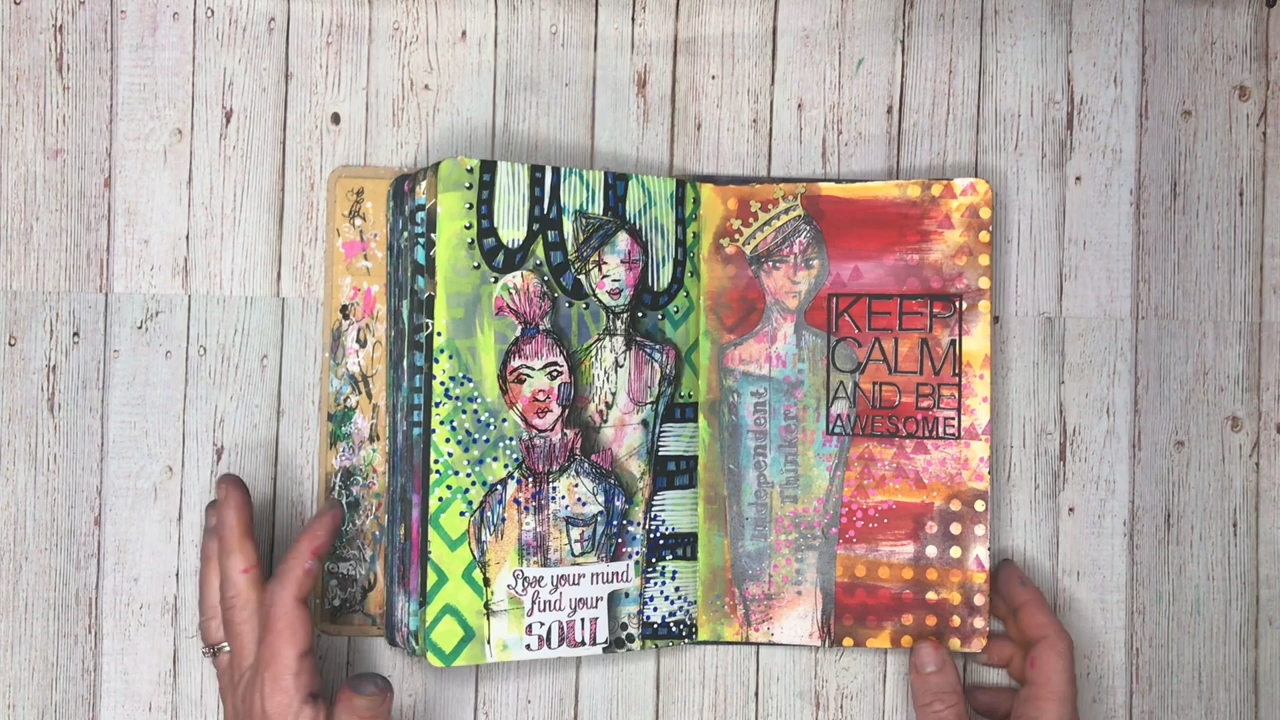 Lose your mind
find your
SOUL
Independent
Thinker
KEEP
CALM
AND BE
AWESOME